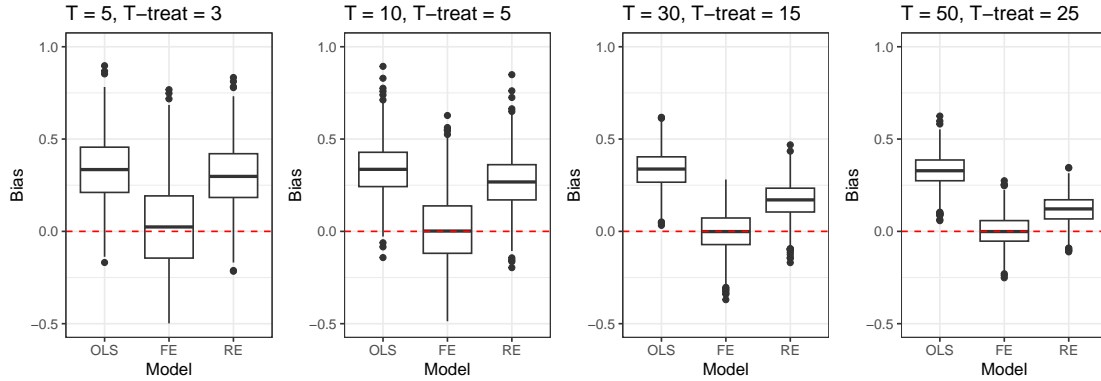 T = 5, T−treat = 3
1.0
0.5
0.0
−0.5
Bias
OLS FE RE
Model
T = 10, T−treat = 5
1.0
0.5
0.0
−0.5
Bias
OLS FE RE
Model
T = 30, T−treat = 15
1.0
0.5
0.0
−0.5
Bias
OLS FE RE
Model
T = 50, T−treat = 25
1.0
0.5
0.0
−0.5
Bias
OLS FE RE
Model